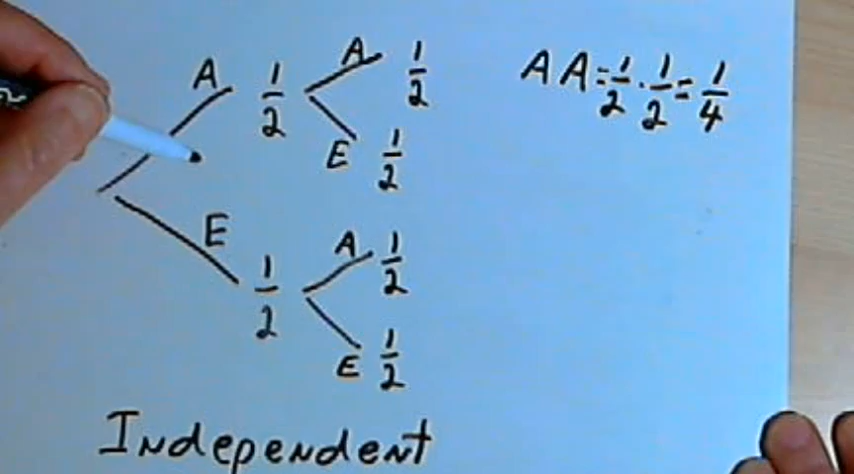 A 1/2 A 1/2
E 1/2
E 1/2 A 1/2
E 1/2
A A = 1/2 · 1/2 = 1/4
Independent